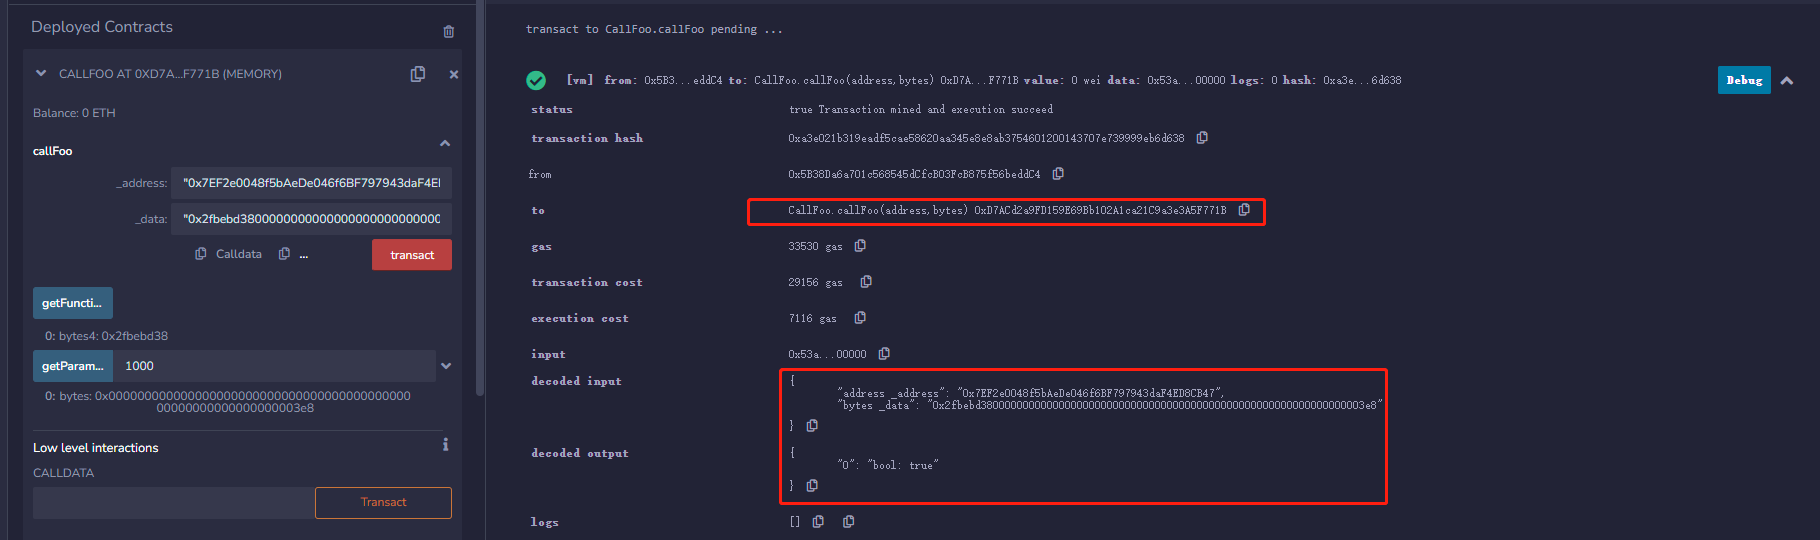 Deployed Contracts
CALLFOO AT 0XD7A...F771B (MEMORY)
Balance: 0 ETH
callFoo
_address: "0x7EF2e0048f5bAeDe046f6BF797943daF4E
_data: "0x2fbebd380000000000000000000000000
Calldata ...
transact
getFuncti...
0: bytes4: 0x2fbebd38
getParam... 1000
0: bytes: 0x00000000000000000000000000000000000000000000
0000000000000000000003e8
Low level interactions
CALLDATA
Transact
transact to CallFoo.callFoo pending ...
[vm] from: 0x5B3...eddC4 to: CallFoo.callFoo(address,bytes) 0xD7A...F771B value: 0 wei data: 0x53a...00000 logs: 0 hash: 0xa3e...6d638
Debug
status true Transaction mined and execution succeed
transaction hash 0xa3e021b319eadf5cae58620aa345e8e8ab3754601200143707e739999eb6d638
from 0x5B38Da6a701c568545dCfcB03FcB875f56beddC4
to CallFoo.callFoo(address,bytes) 0xD7ACd2a9FD159E69Bb102A1ca21C9a3e3A5F771B
gas 33530 gas
transaction cost 29156 gas
execution cost 7116 gas
input 0x53a...00000
decoded input {
"address _address": "0x7EF2e0048f5bAeDe046f6BF797943daF4ED8CB47",
"bytes _data": "0x2fbebd3800000000000000000000000000000000000000000000000000000000000003e8"
}
decoded output {
"0": "bool: true"
}
logs []